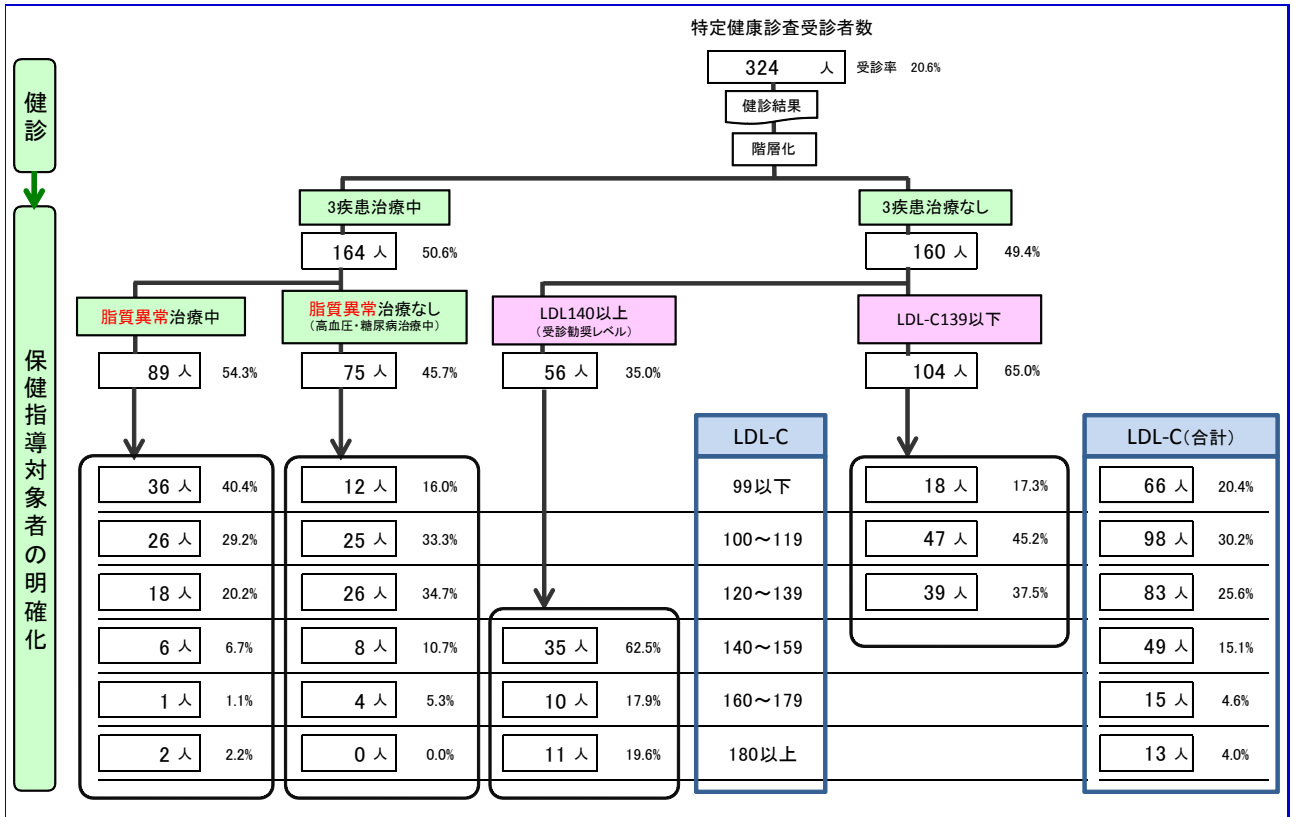 特定健康診査受診者数
324 人 受診率 20.6%
健診結果
階層化
健診
保健指導対象者の明確化
3疾患治療中
3疾患治療なし
164 人 50.6%
160 人 49.4%
脂質異常治療中
脂質異常治療なし
(高血圧・糖尿病治療中)
LDL140以上
(受診勧奨レベル)
LDL-C139以下
89 人 54.3%
75 人 45.7%
56 人 35.0%
104 人 65.0%
LDL-C
LDL-C(合計)
36 人 40.4% 12 人 16.0% 99以下 18 人 17.3% 66 人 20.4%
26 人 29.2% 25 人 33.3% 100～119 47 人 45.2% 98 人 30.2%
18 人 20.2% 26 人 34.7% 120～139 39 人 37.5% 83 人 25.6%
6 人 6.7% 8 人 10.7% 35 人 62.5% 140～159 49 人 15.1%
1 人 1.1% 4 人 5.3% 10 人 17.9% 160～179 15 人 4.6%
2 人 2.2% 0 人 0.0% 11 人 19.6% 180以上 13 人 4.0%